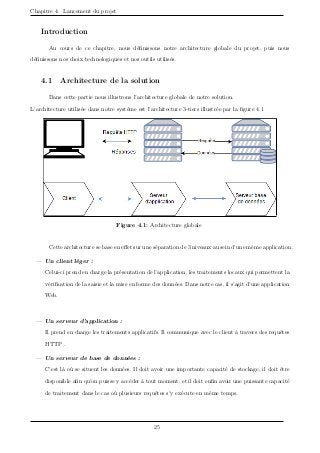 Chapitre 4. Lancement du projet
Introduction
Au cours de ce chapitre, nous définissons notre architecture globale du projet, puis nous
définissons nos choix technologiques et nos outils utilisés.
4.1 Architecture de la solution
Dans cette partie nous illustrons l'architecture globale de notre solution.
L'architecture utilisée dans notre système est l'architecture 3-tiers illustrée par la figure 4.1
Requête HTTP
Réponses
Requête
Données
Client
Serveur
d'application
Serveur base
de données
Figure 4.1: Architecture globale
Cette architecture se base en effet sur une séparation de 3 niveaux au sein d'un même application:
— Un client léger :
Celui-ci prend en charge la présentation de l'application, les traitements locaux qui permettent la
vérification de la saisie et la mise en forme des données. Dans notre cas, il s'agit d'une application
Web.
— Un serveur d'application :
Il prend en charge les traitements applicatifs. Il communique avec le client à travers des requêtes
HTTP.
— Un serveur de base de données :
C'est là où se situent les données. Il doit avoir une importante capacité de stockage, il doit être
disponible afin qu'on puisse y accéder à tout moment, et il doit enfin avoir une puissante capacité
de traitement dans le cas où plusieurs requêtes s'y exécute en même temps.
25